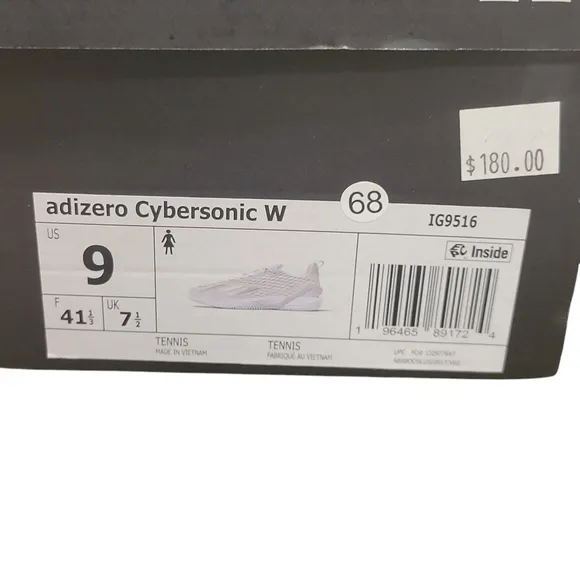 $180.00
adizero Cybersonic W
68
IG9516
US
9
F
41 1/3
UK
7 1/2
Inside
1 96465 89172 4
TENNIS
MADE IN VIETNAM
TENNIS
FABRIQUÉ AU VIETNAM